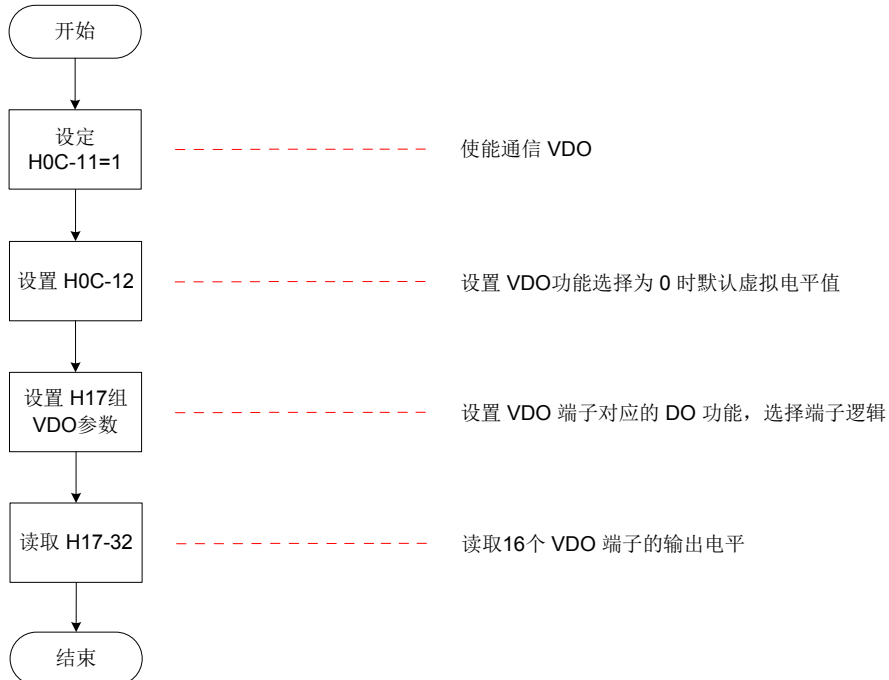 开始
设定
H0C-11=1
使能通信 VDO
设置 H0C-12
设置 VDO功能选择为 0 时默认虚拟电平值
设置 H17组
VDO参数
设置 VDO 端子对应的 DO 功能，选择端子逻辑
读取 H17-32
读取16个 VDO 端子的输出电平
结束